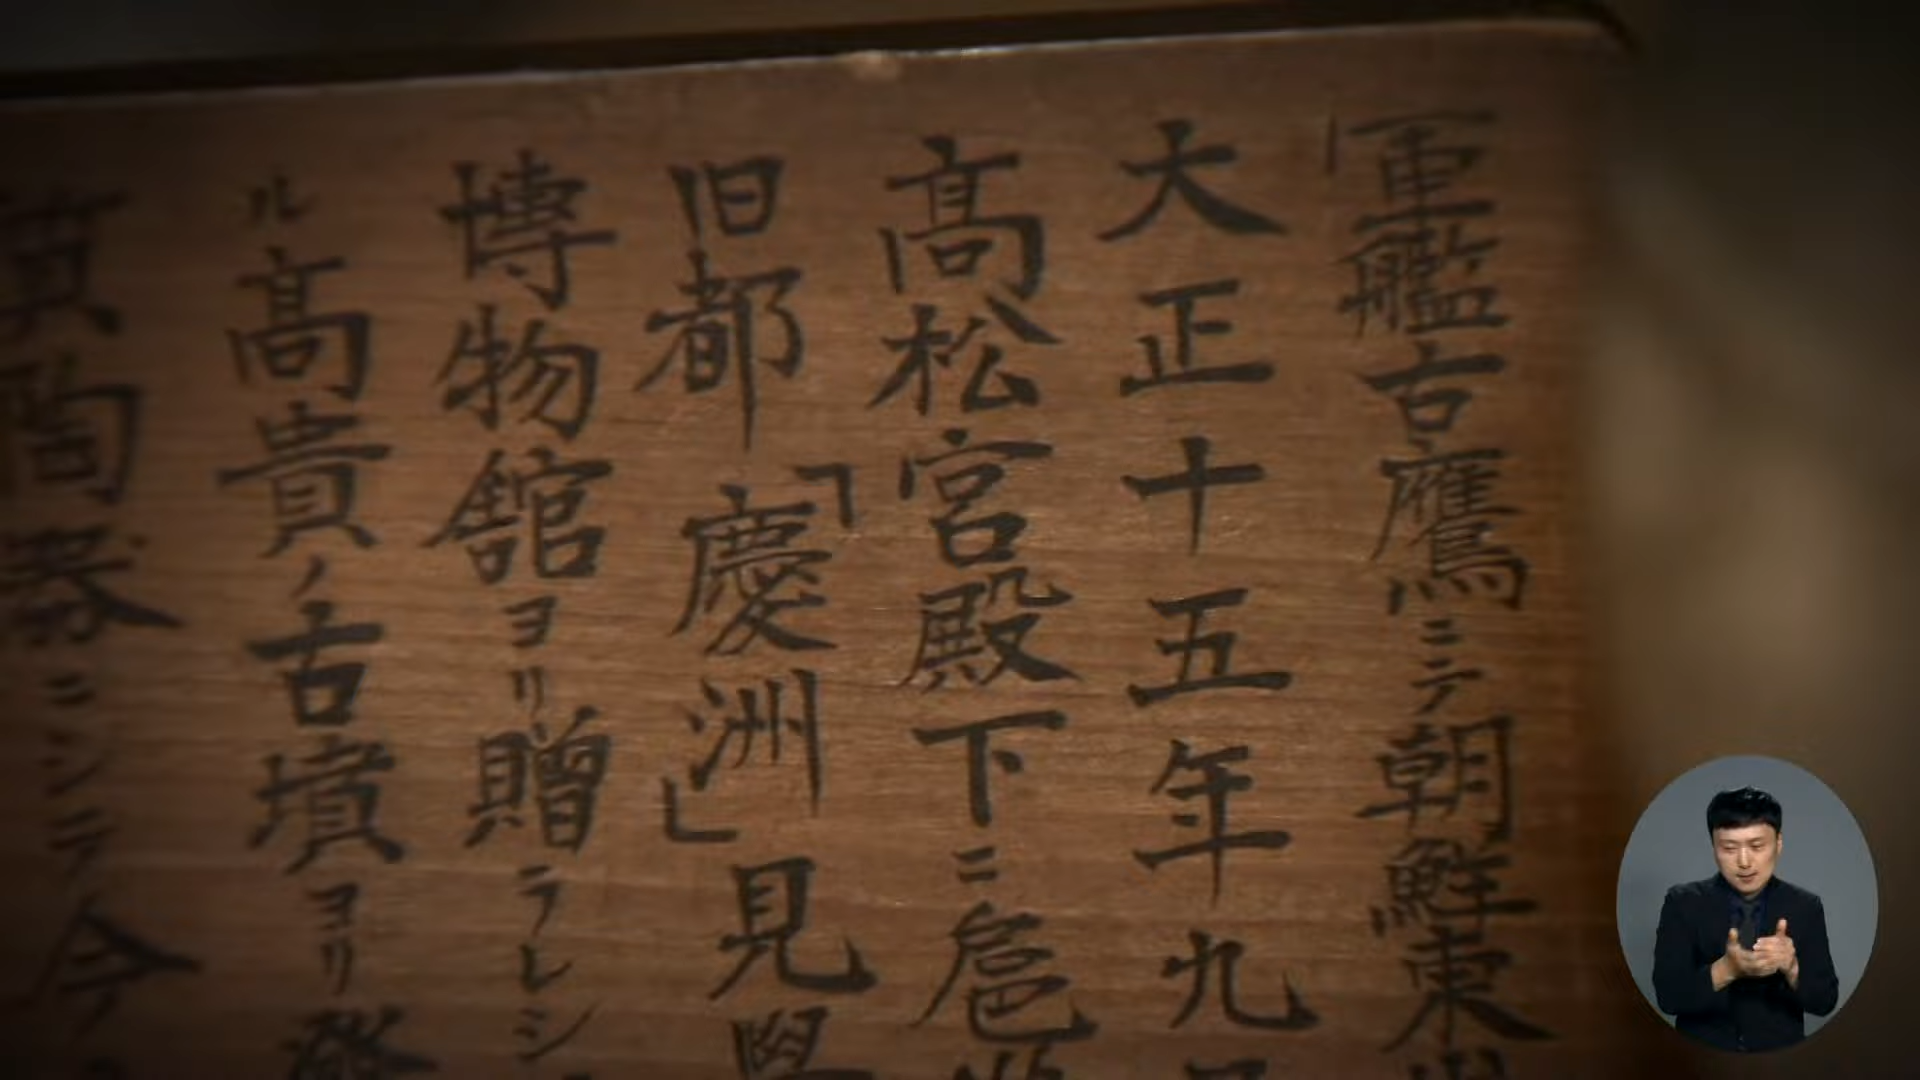 大正十五年九
軍艦古鷹ニテ朝鮮東
高松宮殿下ニ扈
旧都「慶洲」見學
博物館ヨリ贈ラレシ
ル高貴ノ古墳ヨリ發
陶器ニシテ今